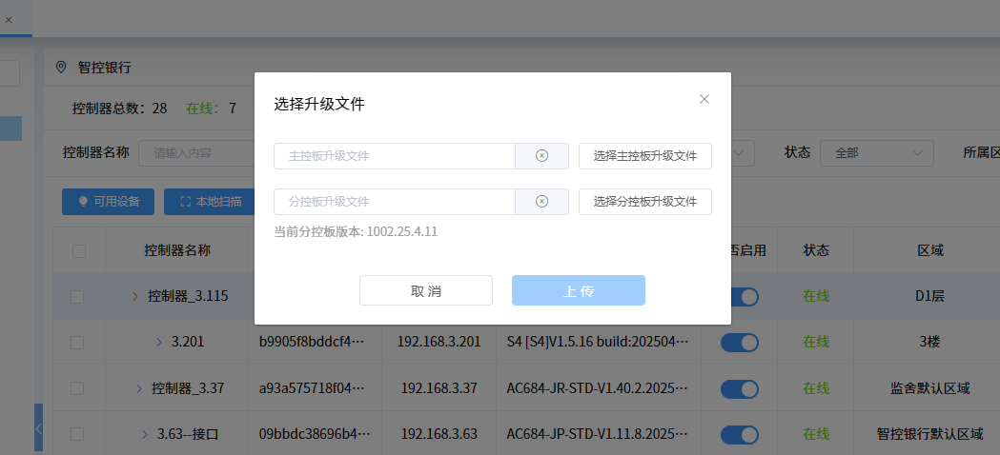 智控银行
控制器总数：28 在线： 7
控制器名称 请输入内容 状态 全部 所属区
可用设备 本地扫描
选择升级文件
主控板升级文件 选择主控板升级文件
分控板升级文件 选择分控板升级文件
当前分控板版本: 1002.25.4.11
取 消 上 传
控制器名称 否启用 状态 区域
控制器_3.115 在线 D1层
3.201 b9905f8bddcf4··· 192.168.3.201 S4 [S4]V1.5.16 build:202504··· 在线 3楼
控制器_3.37 a93a575718f04··· 192.168.3.37 AC684-JR-STD-V1.40.2.2025··· 在线 监舍默认区域
3.63--接口 09bbdc38696b4··· 192.168.3.63 AC684-JP-STD-V1.11.8.2025··· 在线 智控银行默认区域